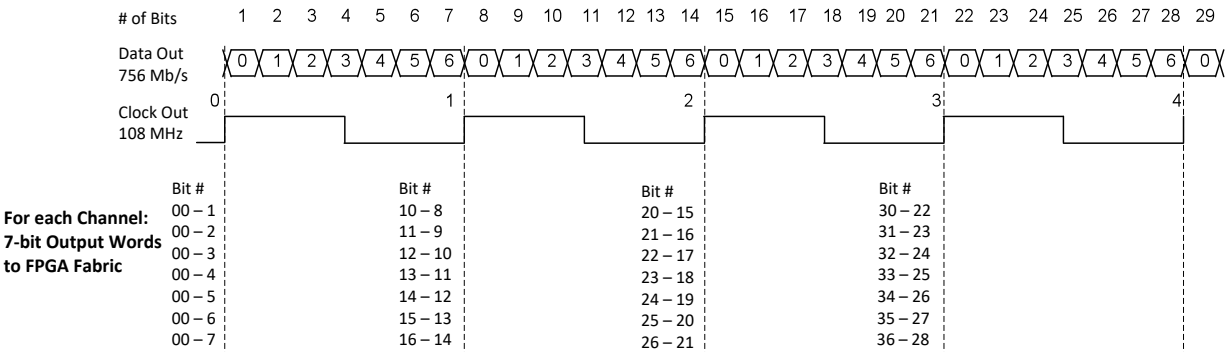 # of Bits 1 2 3 4 5 6 7 8 9 10 11 12 13 14 15 16 17 18 19 20 21 22 23 24 25 26 27 28 29
Data Out 0 1 2 3 4 5 6 0 1 2 3 4 5 6 0 1 2 3 4 5 6 0 1 2 3 4 5 6 0
756 Mb/s
0 1 2 3 4
Clock Out
108 MHz
For each Channel:
7-bit Output Words
to FPGA Fabric
Bit #
00 – 1
00 – 2
00 – 3
00 – 4
00 – 5
00 – 6
00 – 7
Bit #
10 – 8
11 – 9
12 – 10
13 – 11
14 – 12
15 – 13
16 – 14
Bit #
20 – 15
21 – 16
22 – 17
23 – 18
24 – 19
25 – 20
26 – 21
Bit #
30 – 22
31 – 23
32 – 24
33 – 25
34 – 26
35 – 27
36 – 28